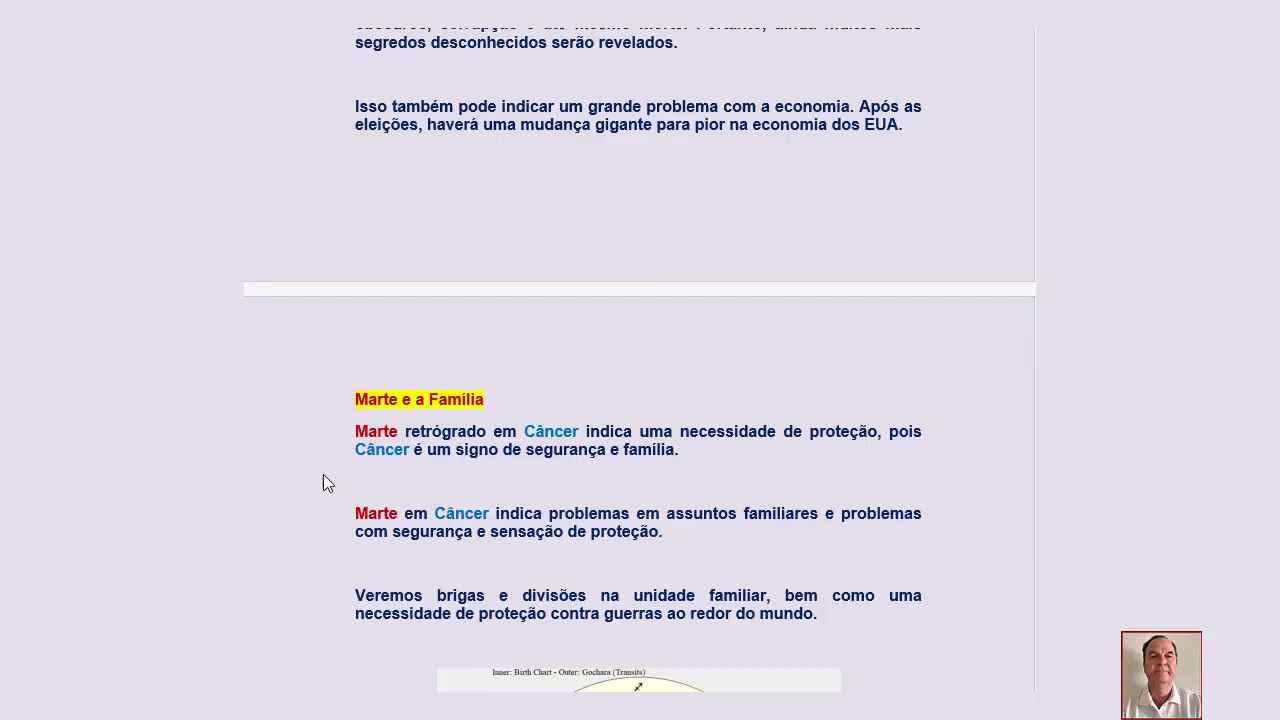 segredos desconhecidos serão revelados.
Isso também pode indicar um grande problema com a economia. Após as
eleições, haverá uma mudança gigante para pior na economia dos EUA.
Marte e a Família
Marte retrógrado em Câncer indica uma necessidade de proteção, pois
Câncer é um signo de segurança e família.
Marte em Câncer indica problemas em assuntos familiares e problemas
com segurança e sensação de proteção.
Veremos brigas e divisões na unidade familiar, bem como uma
necessidade de proteção contra guerras ao redor do mundo.
Inner: Birth Chart - Outer: Gochara (Transits)